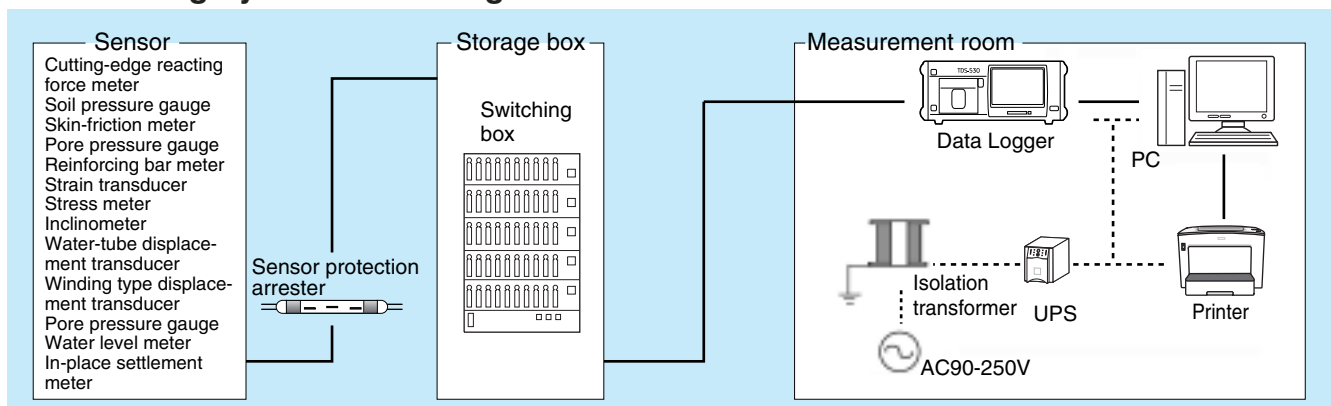 Sensor
Cutting-edge reacting
force meter
Soil pressure gauge
Skin-friction meter
Pore pressure gauge
Reinforcing bar meter
Strain transducer
Stress meter
Inclinometer
Water-tube displace-
ment transducer
Winding type displace-
ment transducer
Pore pressure gauge
Water level meter
In-place settlement
meter
Sensor protection
arrester
Storage box
Switching
box
Measurement room
TDS-530
Data Logger
PC
Isolation
transformer
UPS
Printer
AC90-250V